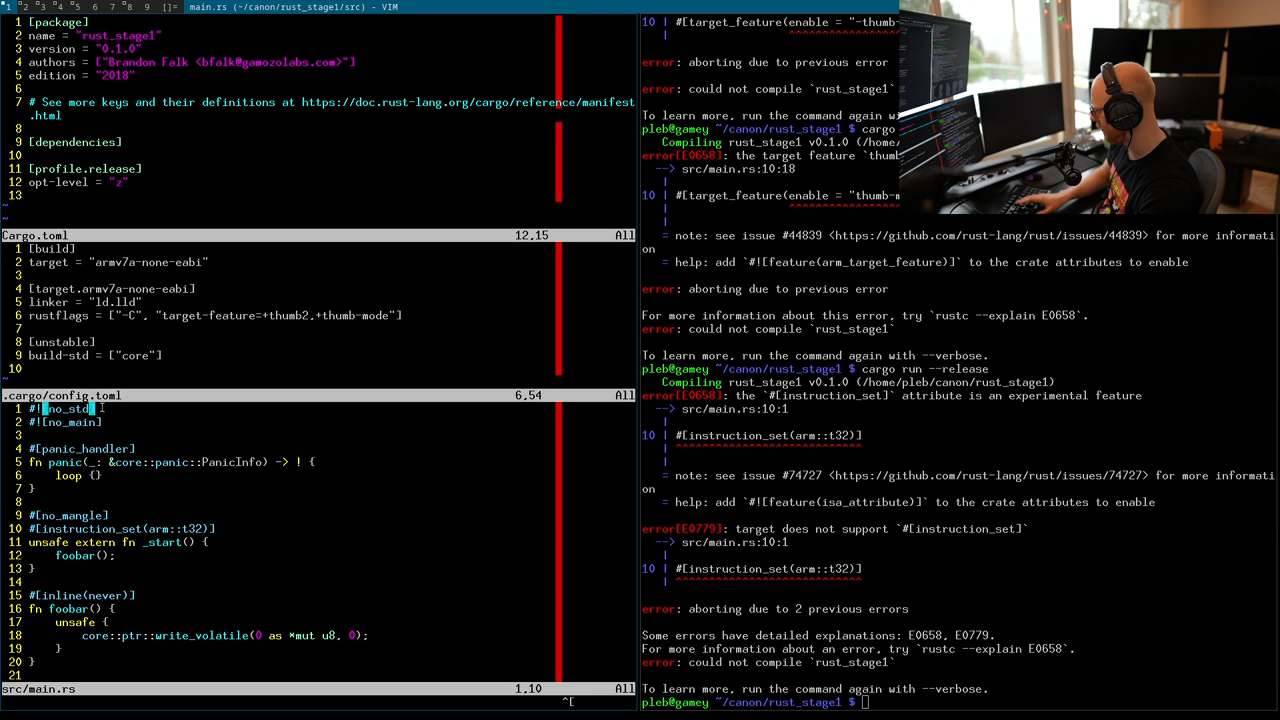 1 2 3 4 5 6 7 8 9 []= main.rs (~/canon/rust_stage1/src) - VIM
1 [package]
2 name = "rust_stage1"
3 version = "0.1.0"
4 authors = ["Brandon Falk <bfalk@gamozolabs.com>"]
5 edition = "2018"
6
7 # See more keys and their definitions at https://doc.rust-lang.org/cargo/reference/manifest
.html
8
9 [dependencies]
10
11 [profile.release]
12 opt-level = "z"
13
~
~
Cargo.toml 12,15 All
1 [build]
2 target = "armv7a-none-eabi"
3
4 [target.armv7a-none-eabi]
5 linker = "ld.lld"
6 rustflags = ["-C", "target-feature=+thumb2,+thumb-mode"]
7
8 [unstable]
9 build-std = ["core"]
10
~
.cargo/config.toml 6,54 All
1 #![no_std]
2 #![no_main]
3
4 #[panic_handler]
5 fn panic(_: &core::panic::PanicInfo) -> ! {
6 loop {}
7 }
8
9 #[no_mangle]
10 #[instruction_set(arm::t32)]
11 unsafe extern fn _start() {
12 foobar();
13 }
14
15 #[inline(never)]
16 fn foobar() {
17 unsafe {
18 core::ptr::write_volatile(0 as *mut u8, 0);
19 }
20 }
21
src/main.rs 1,10 All
^[
10 | #[target_feature(enable = "-thumb-
| ^^^^^^^^^^^^^^^^
error: aborting due to previous error
error: could not compile `rust_stage1`
To learn more, run the command again wi
pleb@gamey ~/canon/rust_stage1 $ cargo
Compiling rust_stage1 v0.1.0 (/home/
error[E0658]: the target feature `thum
--> src/main.rs:10:18
|
10 | #[target_feature(enable = "thumb-m
| ^^^^^^^^^^^^^^^^
|
= note: see issue #44839 <https://github.com/rust-lang/rust/issues/44839> for more informati
on
= help: add `#![feature(arm_target_feature)]` to the crate attributes to enable
error: aborting due to previous error
For more information about this error, try `rustc --explain E0658`.
error: could not compile `rust_stage1`
To learn more, run the command again with --verbose.
pleb@gamey ~/canon/rust_stage1 $ cargo run --release
Compiling rust_stage1 v0.1.0 (/home/pleb/canon/rust_stage1)
error[E0658]: the `#[instruction_set]` attribute is an experimental feature
--> src/main.rs:10:1
|
10 | #[instruction_set(arm::t32)]
| ^^^^^^^^^^^^^^^^^^^^^^^^^^^^
|
= note: see issue #74727 <https://github.com/rust-lang/rust/issues/74727> for more informati
on
= help: add `#![feature(isa_attribute)]` to the crate attributes to enable
error[E0779]: target does not support `#[instruction_set]`
--> src/main.rs:10:1
|
10 | #[instruction_set(arm::t32)]
| ^^^^^^^^^^^^^^^^^^^^^^^^^^^^
error: aborting due to 2 previous errors
Some errors have detailed explanations: E0658, E0779.
For more information about an error, try `rustc --explain E0658`.
error: could not compile `rust_stage1`
To learn more, run the command again with --verbose.
pleb@gamey ~/canon/rust_stage1 $